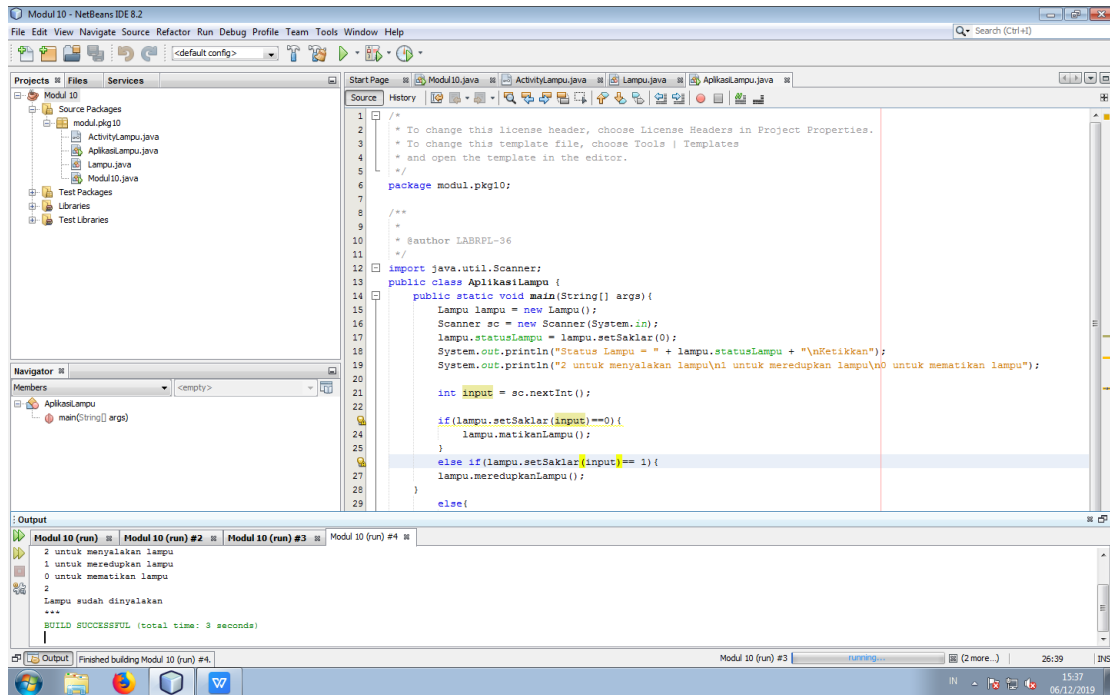 Modul 10 - NetBeans IDE 8.2
File Edit View Navigate Source Refactor Run Debug Profile Team Tools Window Help
Search (Ctrl+I)
<default config>
Projects Files Services
Modul 10
Source Packages
modul.pkg10
ActivityLampu.java
AplikasiLampu.java
Lampu.java
Modul10.java
Test Packages
Libraries
Test Libraries
Navigator
Members <empty>
AplikasiLampu
main(String[] args)
Start Page Modul10.java ActivityLampu.java Lampu.java AplikasiLampu.java
Source History
1 /*
2 * To change this license header, choose License Headers in Project Properties.
3 * To change this template file, choose Tools | Templates
4 * and open the template in the editor.
5 */
6 package modul.pkg10;
7
8 /**
9 *
10 * @author LABRPL-36
11 */
12 import java.util.Scanner;
13 public class AplikasiLampu {
14 public static void main(String[] args){
15 Lampu lampu = new Lampu();
16 Scanner sc = new Scanner(System.in);
17 lampu.statusLampu = lampu.setSaklar(0);
18 System.out.println("Status Lampu = " + lampu.statusLampu + "\nKetikkan");
19 System.out.println("2 untuk menyalakan lampu\n1 untuk meredupkan lampu\n0 untuk mematikan lampu");
20
21 int input = sc.nextInt();
22
if(lampu.setSaklar(input)==0){
24 lampu.matikanLampu();
25 }
else if(lampu.setSaklar(input)== 1){
27 lampu.meredupkanLampu();
28 }
29 else{
Output
Modul 10 (run) Modul 10 (run) #2 Modul 10 (run) #3 Modul 10 (run) #4
2 untuk menyalakan lampu
1 untuk meredupkan lampu
0 untuk mematikan lampu
2
Lampu sudah dinyalakan
***
BUILD SUCCESSFUL (total time: 3 seconds)
Output Finished building Modul 10 (run) #4. Modul 10 (run) #3 running... (2 more...) 26:39 INS
IN 15:37
06/12/2019